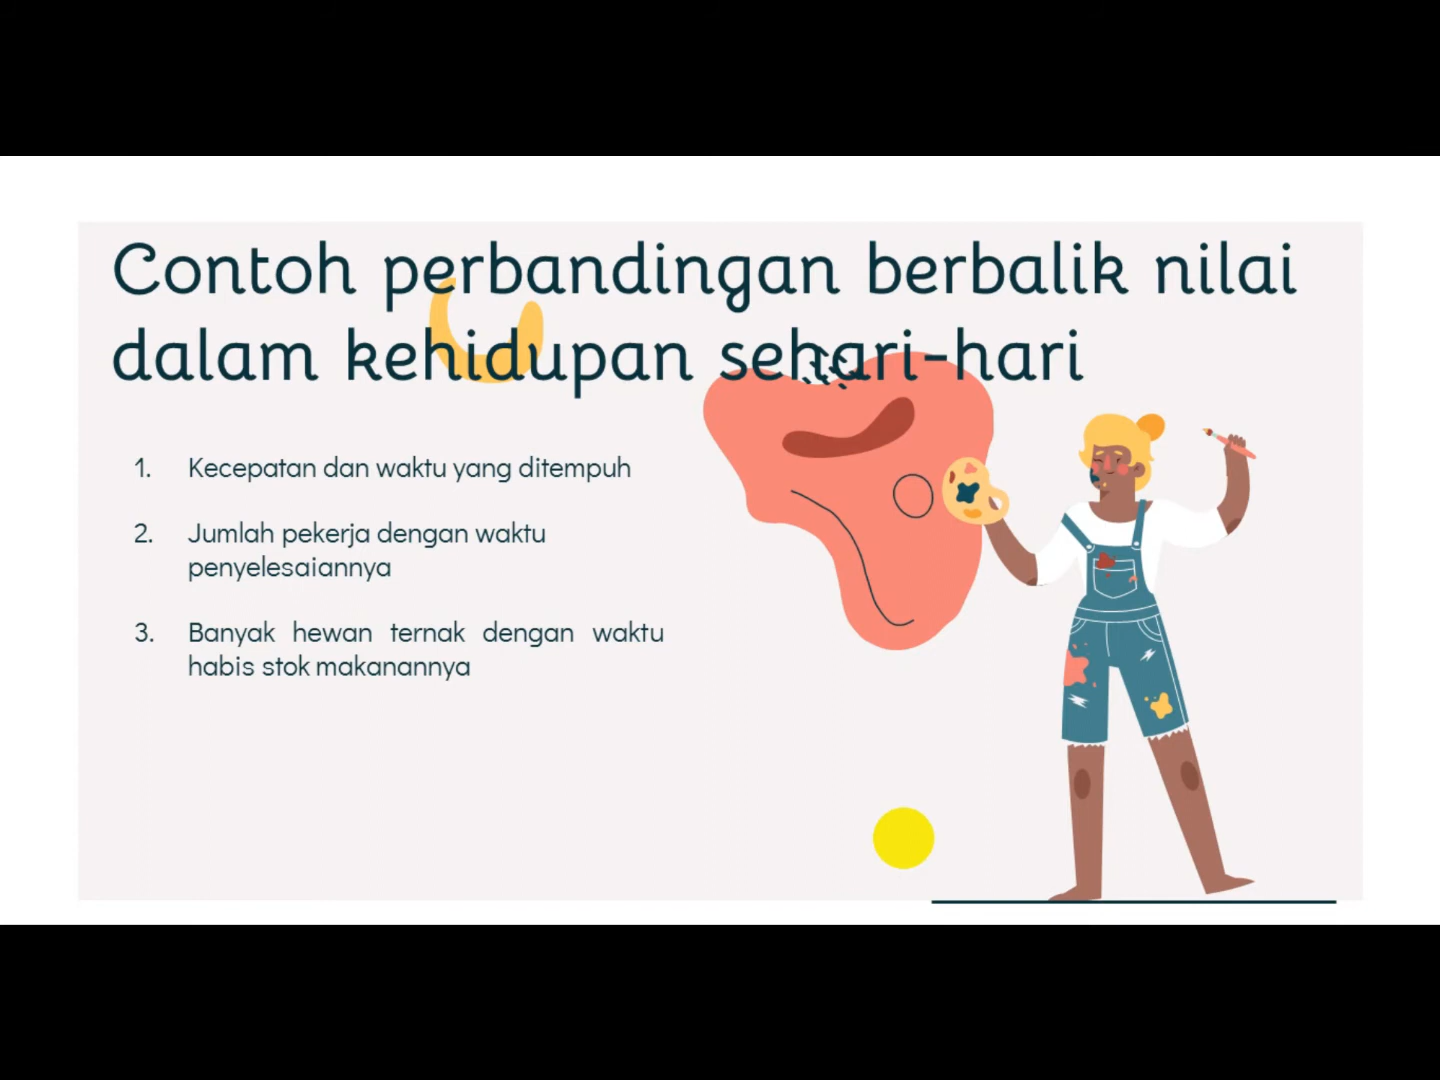 Contoh perbandingan berbalik nilai
dalam kehidupan sehari-hari
1. Kecepatan dan waktu yang ditempuh
2. Jumlah pekerja dengan waktu
penyelesaiannya
3. Banyak hewan ternak dengan waktu
habis stok makanannya